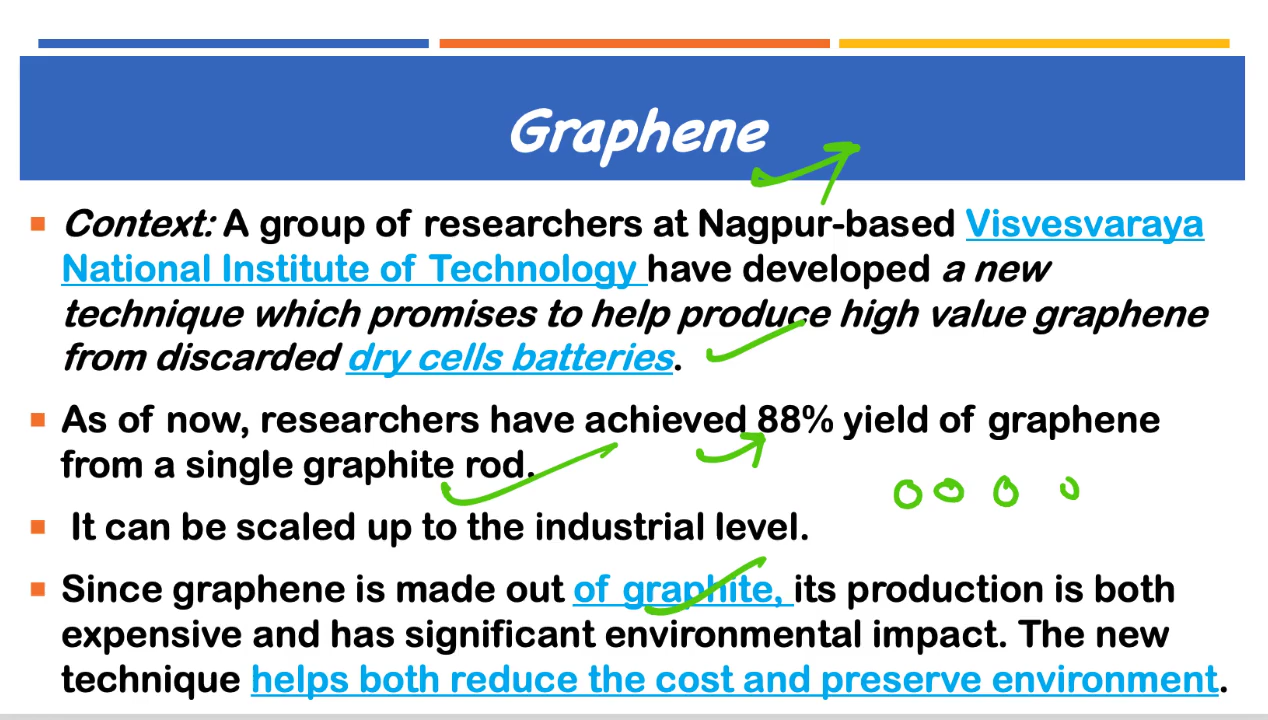 Graphene
Context: A group of researchers at Nagpur-based Visvesvaraya
National Institute of Technology have developed a new
technique which promises to help produce high value graphene
from discarded dry cells batteries.
As of now, researchers have achieved 88% yield of graphene
from a single graphite rod.
It can be scaled up to the industrial level.
Since graphene is made out of graphite, its production is both
expensive and has significant environmental impact. The new
technique helps both reduce the cost and preserve environment.